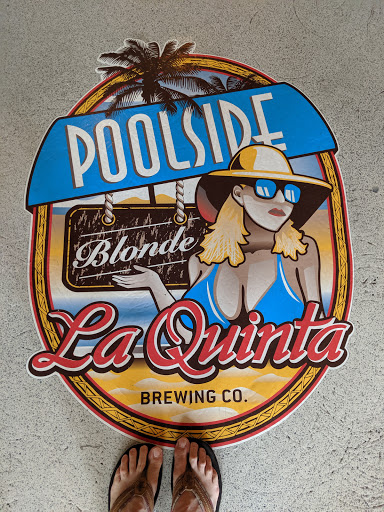 POOLSIDE
Blonde
La Quinta
BREWING CO.